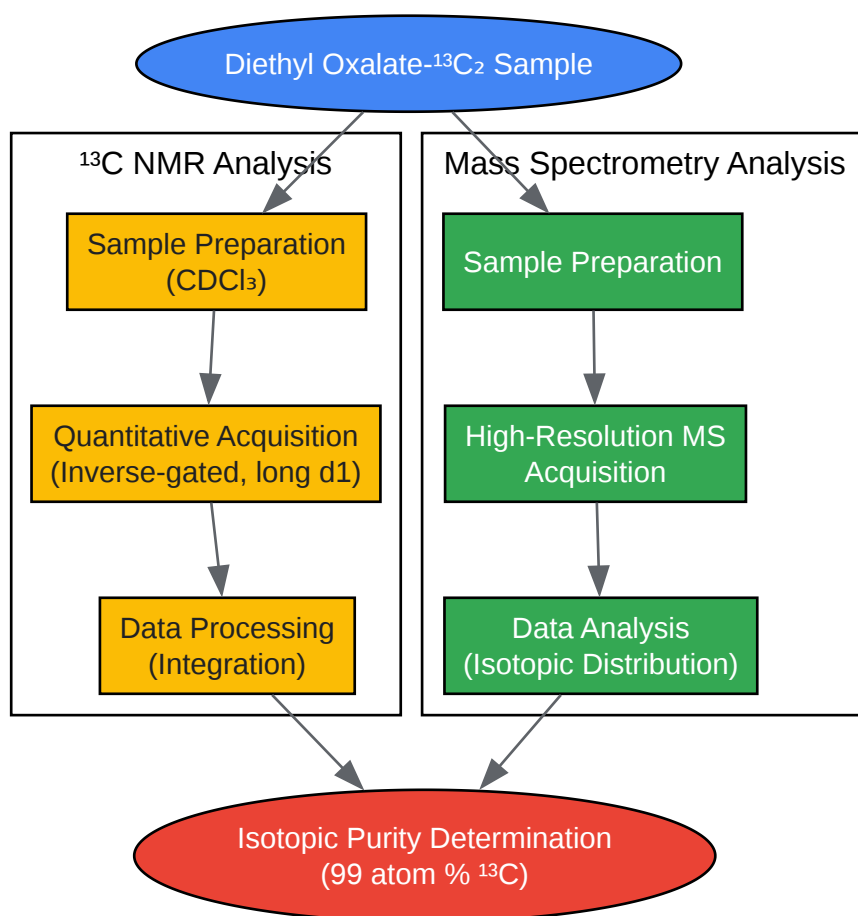 Diethyl Oxalate-¹³C₂ Sample
¹³C NMR Analysis
Sample Preparation
(CDCl₃)
Quantitative Acquisition
(Inverse-gated, long d1)
Data Processing
(Integration)
Mass Spectrometry Analysis
Sample Preparation
High-Resolution MS
Acquisition
Data Analysis
(Isotopic Distribution)
Isotopic Purity Determination
(99 atom % ¹³C)